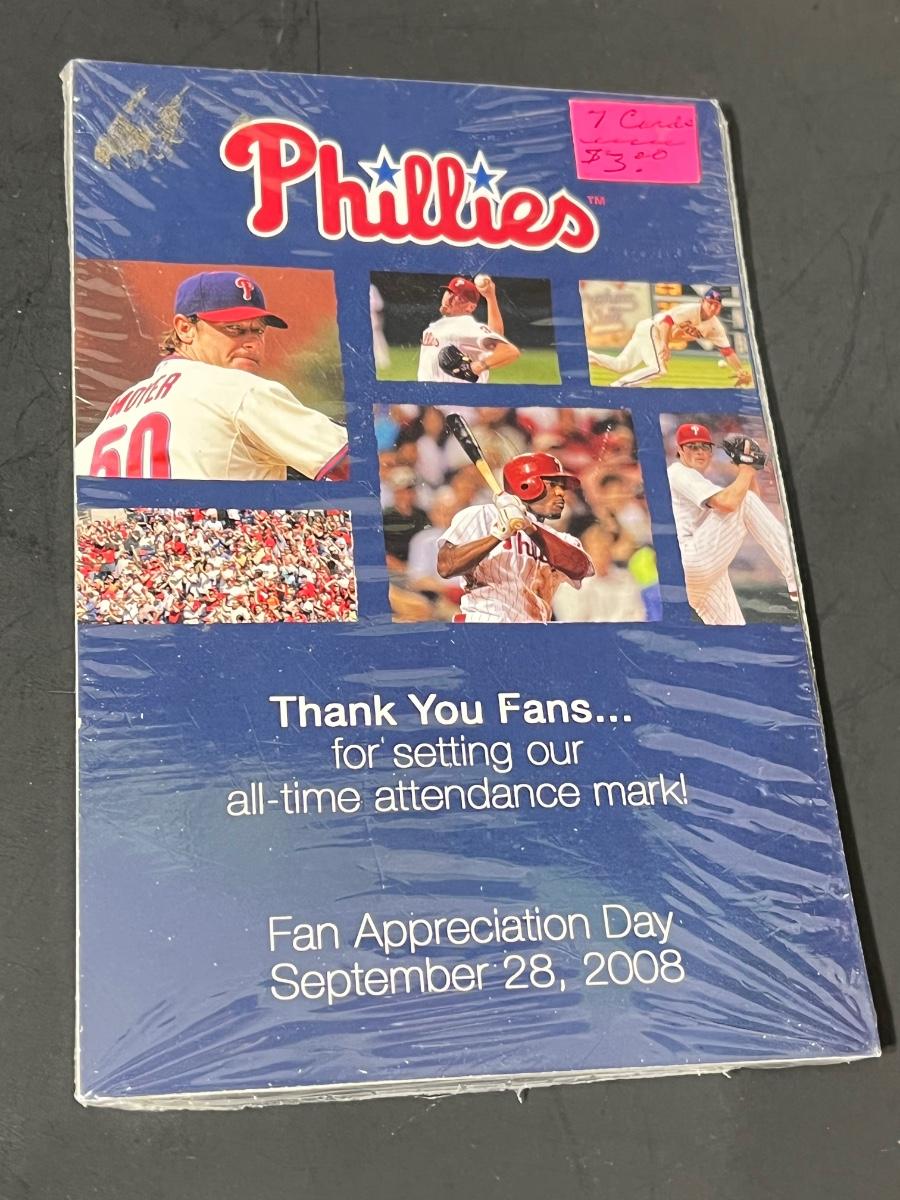 7 Cards
$3.00
Phillies™
MOYER
50
Thank You Fans...
for setting our
all-time attendance mark!
Fan Appreciation Day
September 28, 2008